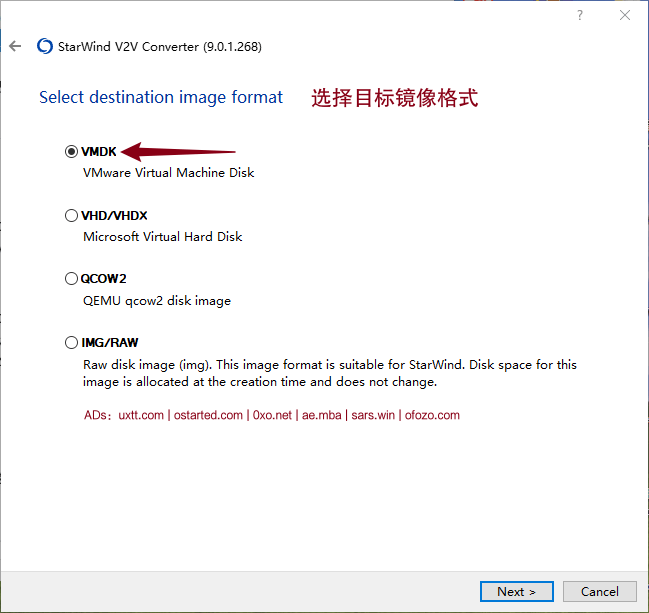 StarWind V2V Converter (9.0.1.268)
Select destination image format 选择目标镜像格式
VMDK
VMware Virtual Machine Disk
VHD/VHDX
Microsoft Virtual Hard Disk
QCOW2
QEMU qcow2 disk image
IMG/RAW
Raw disk image (img). This image format is suitable for StarWind. Disk space for this
image is allocated at the creation time and does not change.
ADs：uxtt.com | ostarted.com | 0xo.net | ae.mba | sars.win | ofozo.com
Next >
Cancel